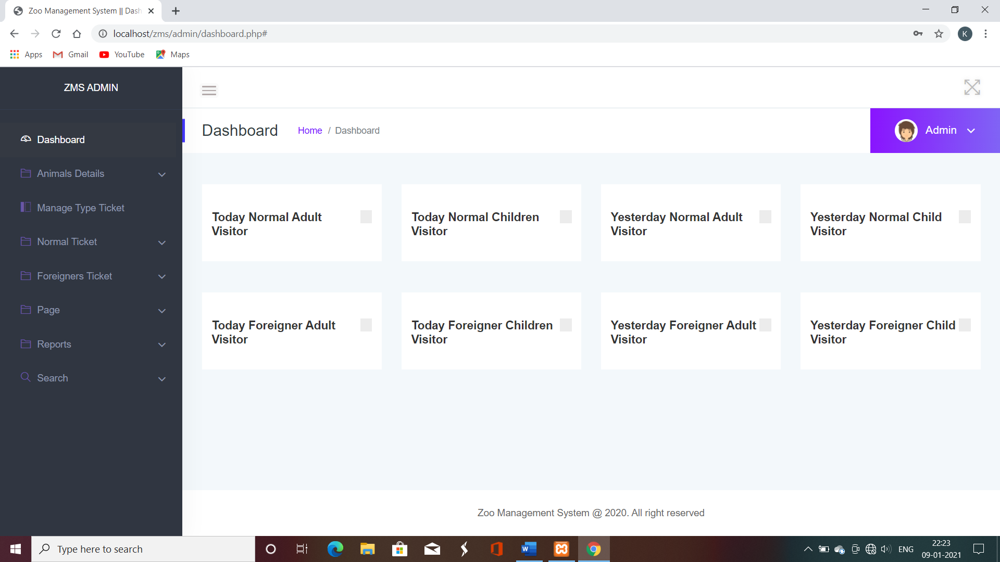 Zoo Management System || Dash
localhost/zms/admin/dashboard.php#
K
Apps
Gmail
YouTube
Maps
ZMS ADMIN
Dashboard
Home / Dashboard
Admin
Dashboard
Animals Details
Manage Type Ticket
Normal Ticket
Foreigners Ticket
Page
Reports
Search
Today Normal Adult
Visitor
Today Normal Children
Visitor
Yesterday Normal Adult
Visitor
Yesterday Normal Child
Visitor
Today Foreigner Adult
Visitor
Today Foreigner Children
Visitor
Yesterday Foreigner Adult
Visitor
Yesterday Foreigner Child
Visitor
Zoo Management System @ 2020. All right reserved
Type here to search
W
ENG
22:23
09-01-2021